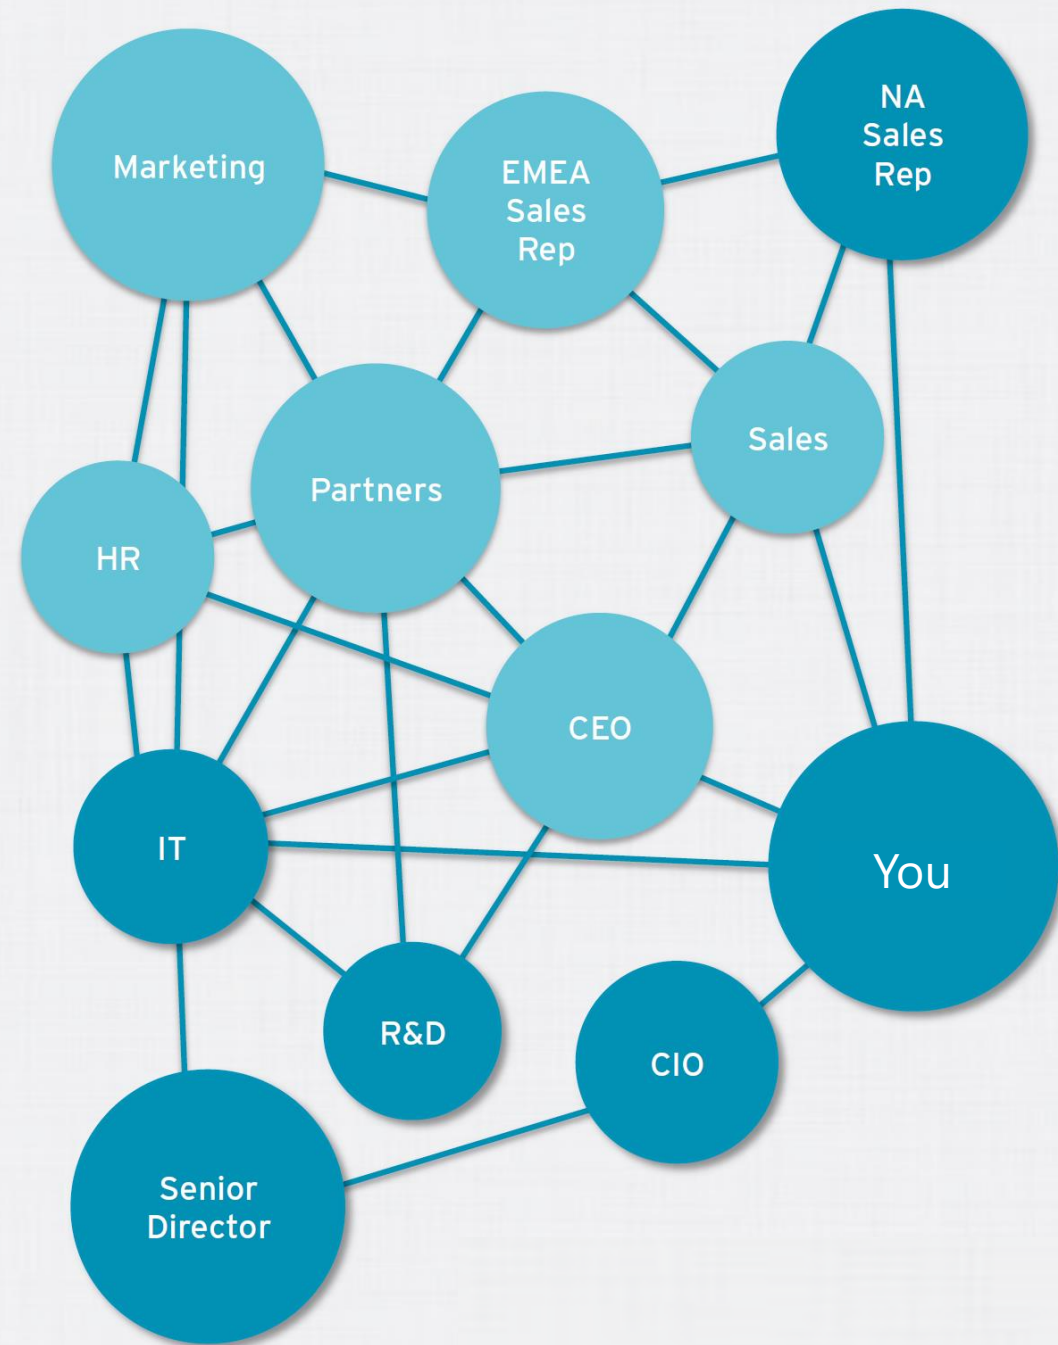 Marketing
EMEA
Sales
Rep
NA
Sales
Rep
Partners
Sales
HR
CEO
IT
You
R&D
CIO
Senior
Director